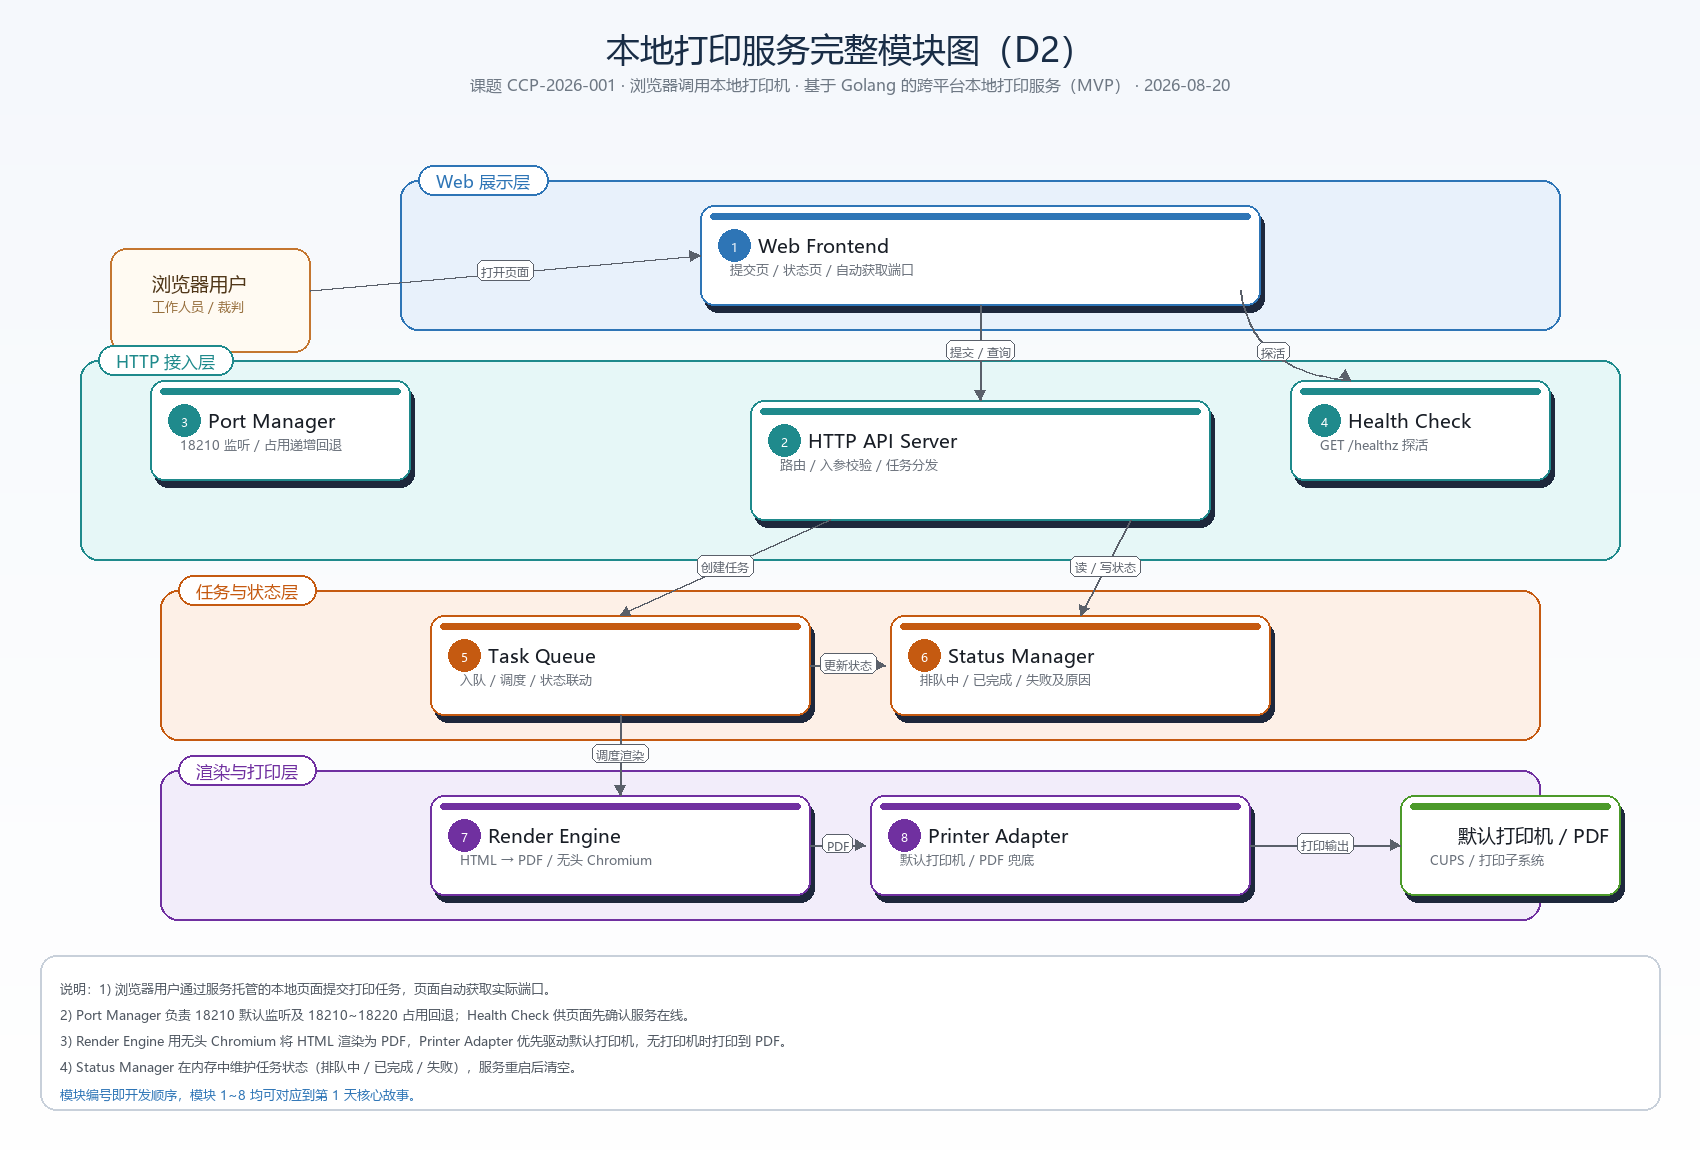 本地打印服务完整模块图（D2）
课题 CCP-2026-001 · 浏览器调用本地打印机 · 基于 Golang 的跨平台本地打印服务（MVP） · 2026-08-20
Web 展示层
1
Web Frontend
提交页 / 状态页 / 自动获取端口
浏览器用户
工作人员 / 裁判
打开页面
提交 / 查询
探活
HTTP 接入层
3
Port Manager
18210 监听 / 占用递增回退
2
HTTP API Server
路由 / 入参校验 / 任务分发
4
Health Check
GET /healthz 探活
创建任务
读 / 写状态
任务与状态层
5
Task Queue
入队 / 调度 / 状态联动
更新状态
6
Status Manager
排队中 / 已完成 / 失败及原因
调度渲染
渲染与打印层
7
Render Engine
HTML → PDF / 无头 Chromium
PDF
8
Printer Adapter
默认打印机 / PDF 兜底
打印输出
默认打印机 / PDF
CUPS / 打印子系统
说明：1) 浏览器用户通过服务托管的本地页面提交打印任务，页面自动获取实际端口。
2) Port Manager 负责 18210 默认监听及 18210~18220 占用回退；Health Check 供页面先确认服务在线。
3) Render Engine 用无头 Chromium 将 HTML 渲染为 PDF，Printer Adapter 优先驱动默认打印机，无打印机时打印到 PDF。
4) Status Manager 在内存中维护任务状态（排队中 / 已完成 / 失败），服务重启后清空。
模块编号即开发顺序，模块 1~8 均可对应到第 1 天核心故事。